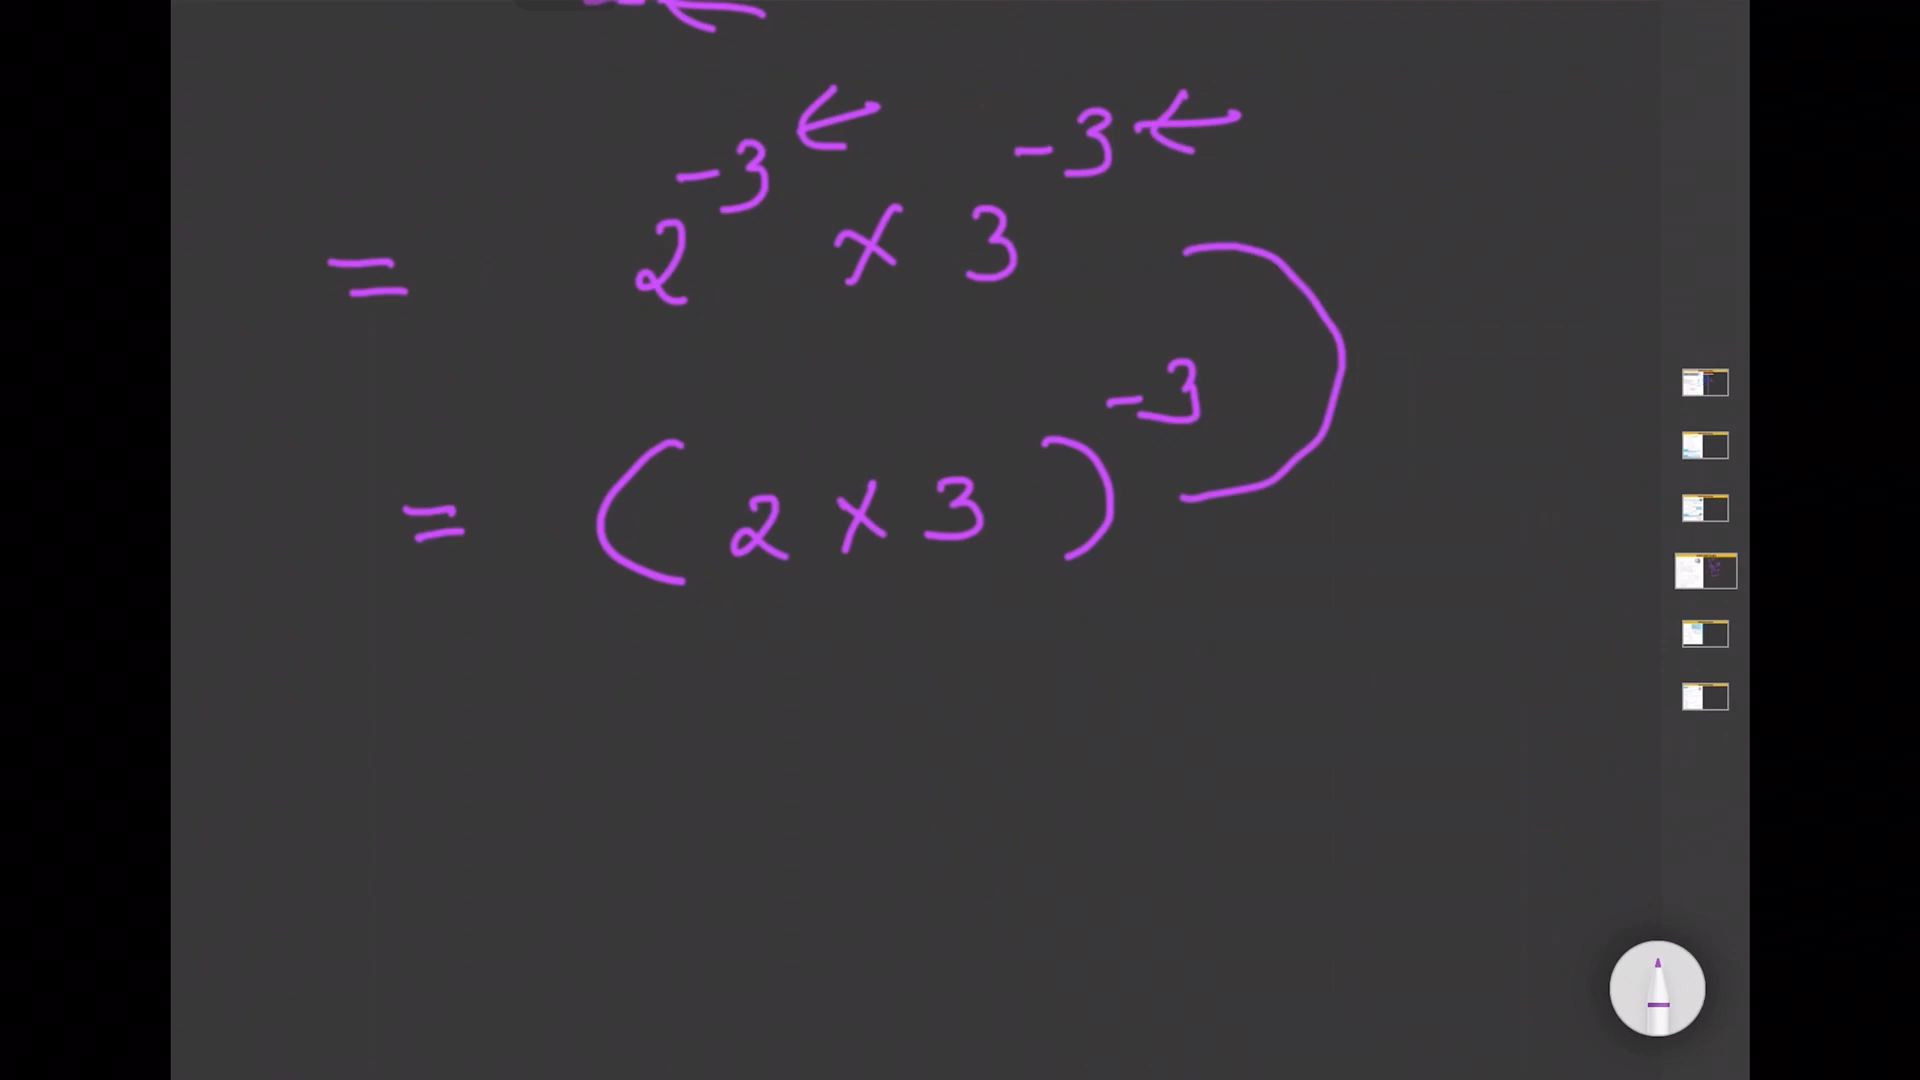 = 2⁻³ × 3⁻³
= (2 × 3)⁻³